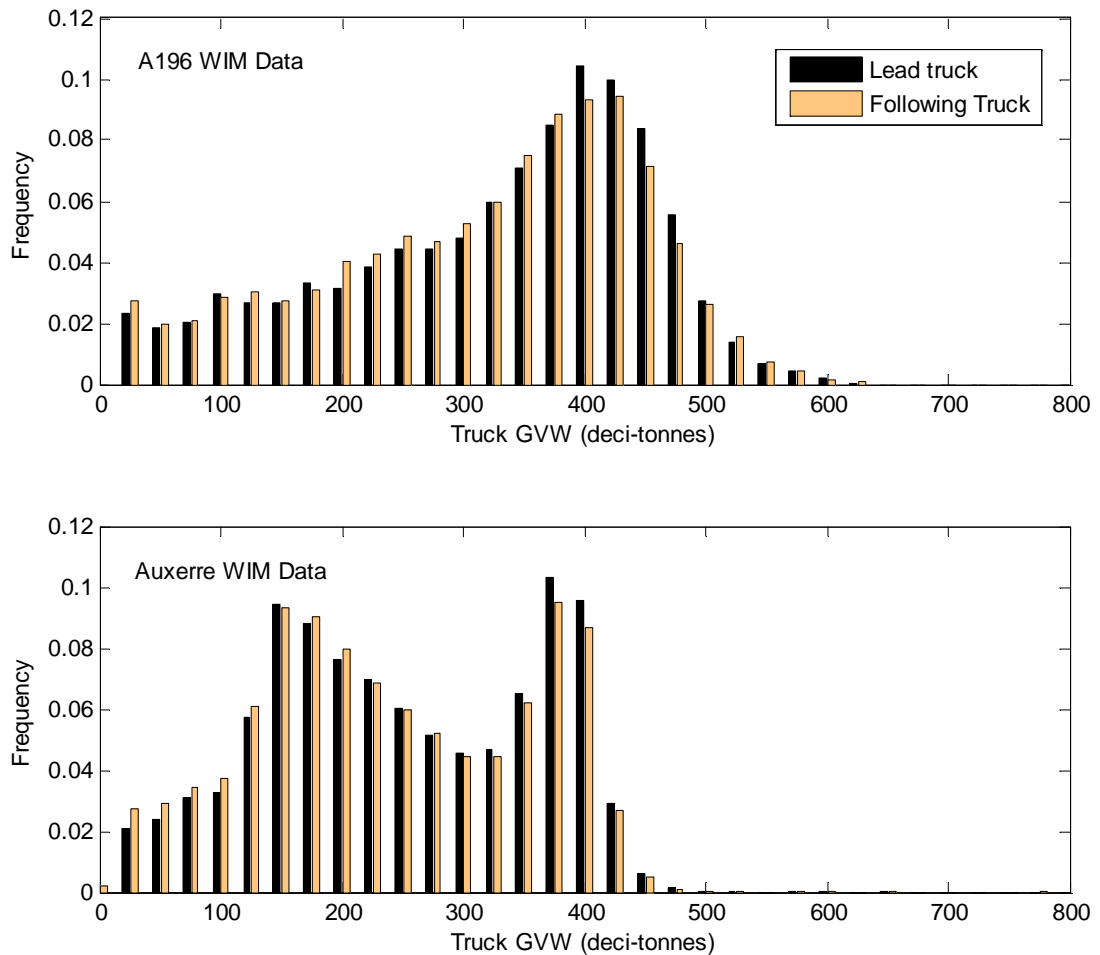 0.12
A196 WIM Data
Lead truck
Following Truck
0.1
0.08
0.06
0.04
0.02
0
Frequency
0 100 200 300 400 500 600 700 800
Truck GVW (deci-tonnes)
0.12
Auxerre WIM Data
0.1
0.08
0.06
0.04
0.02
0
Frequency
0 100 200 300 400 500 600 700 800
Truck GVW (deci-tonnes)